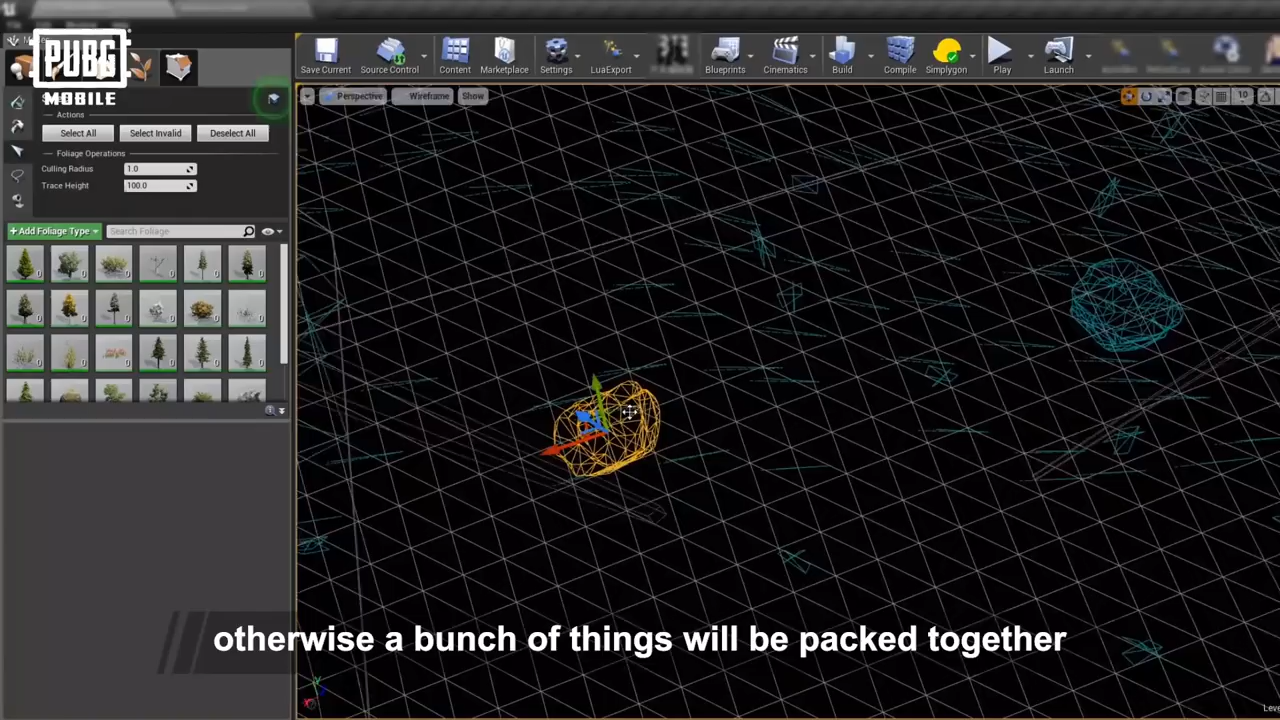 PUBG
MOBILE
Save Current
Source Control
Content
Marketplace
Settings
LuaExport
Blueprints
Cinematics
Build
Compile
Simplygon
Play
Launch
Perspective
Wireframe
Show
10
Actions
Select All
Select Invalid
Deselect All
Foliage Operations
Culling Radius
1.0
Trace Height
100.0
+Add Foliage Type
Search Foliage
otherwise a bunch of things will be packed together